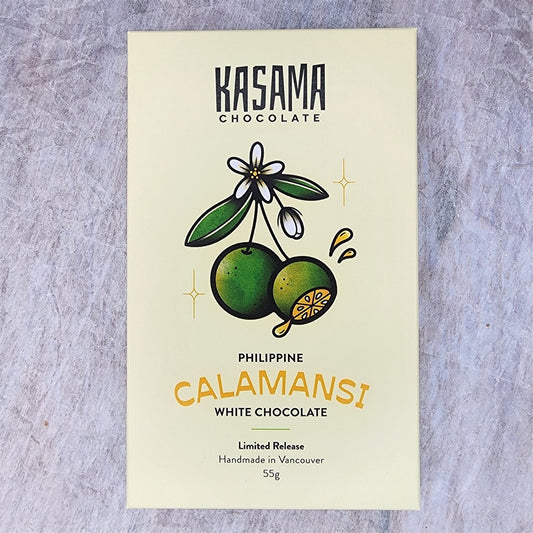 KASAMA
CHOCOLATE
PHILIPPINE
CALAMANSI
WHITE CHOCOLATE
Limited Release
Handmade in Vancouver
55g